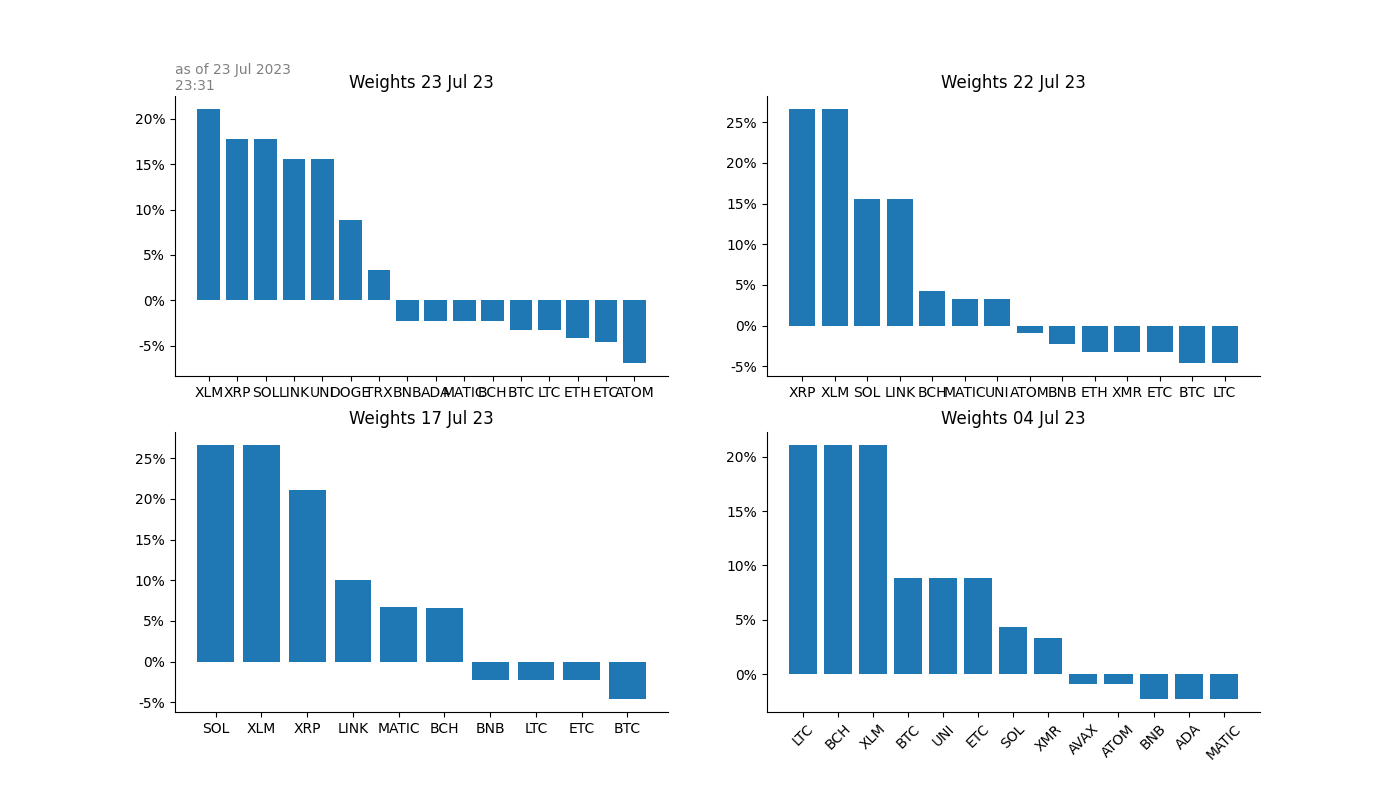 as of 23 Jul 2023
23:31
Weights 23 Jul 23
20%
15%
10%
5%
0%
-5%
XLM XRP SOL LINK UNI DOGE TRX BNB ADA MATIC BCH BTC LTC ETH ETC ATOM
Weights 22 Jul 23
25%
20%
15%
10%
5%
0%
-5%
XRP XLM SOL LINK BCH MATIC UNI ATOM BNB ETH XMR ETC BTC LTC
Weights 17 Jul 23
25%
20%
15%
10%
5%
0%
-5%
SOL XLM XRP LINK MATIC BCH BNB LTC ETC BTC
Weights 04 Jul 23
20%
15%
10%
5%
0%
LTC BCH XLM BTC UNI ETC SOL XMR AVAX ATOM BNB ADA MATIC